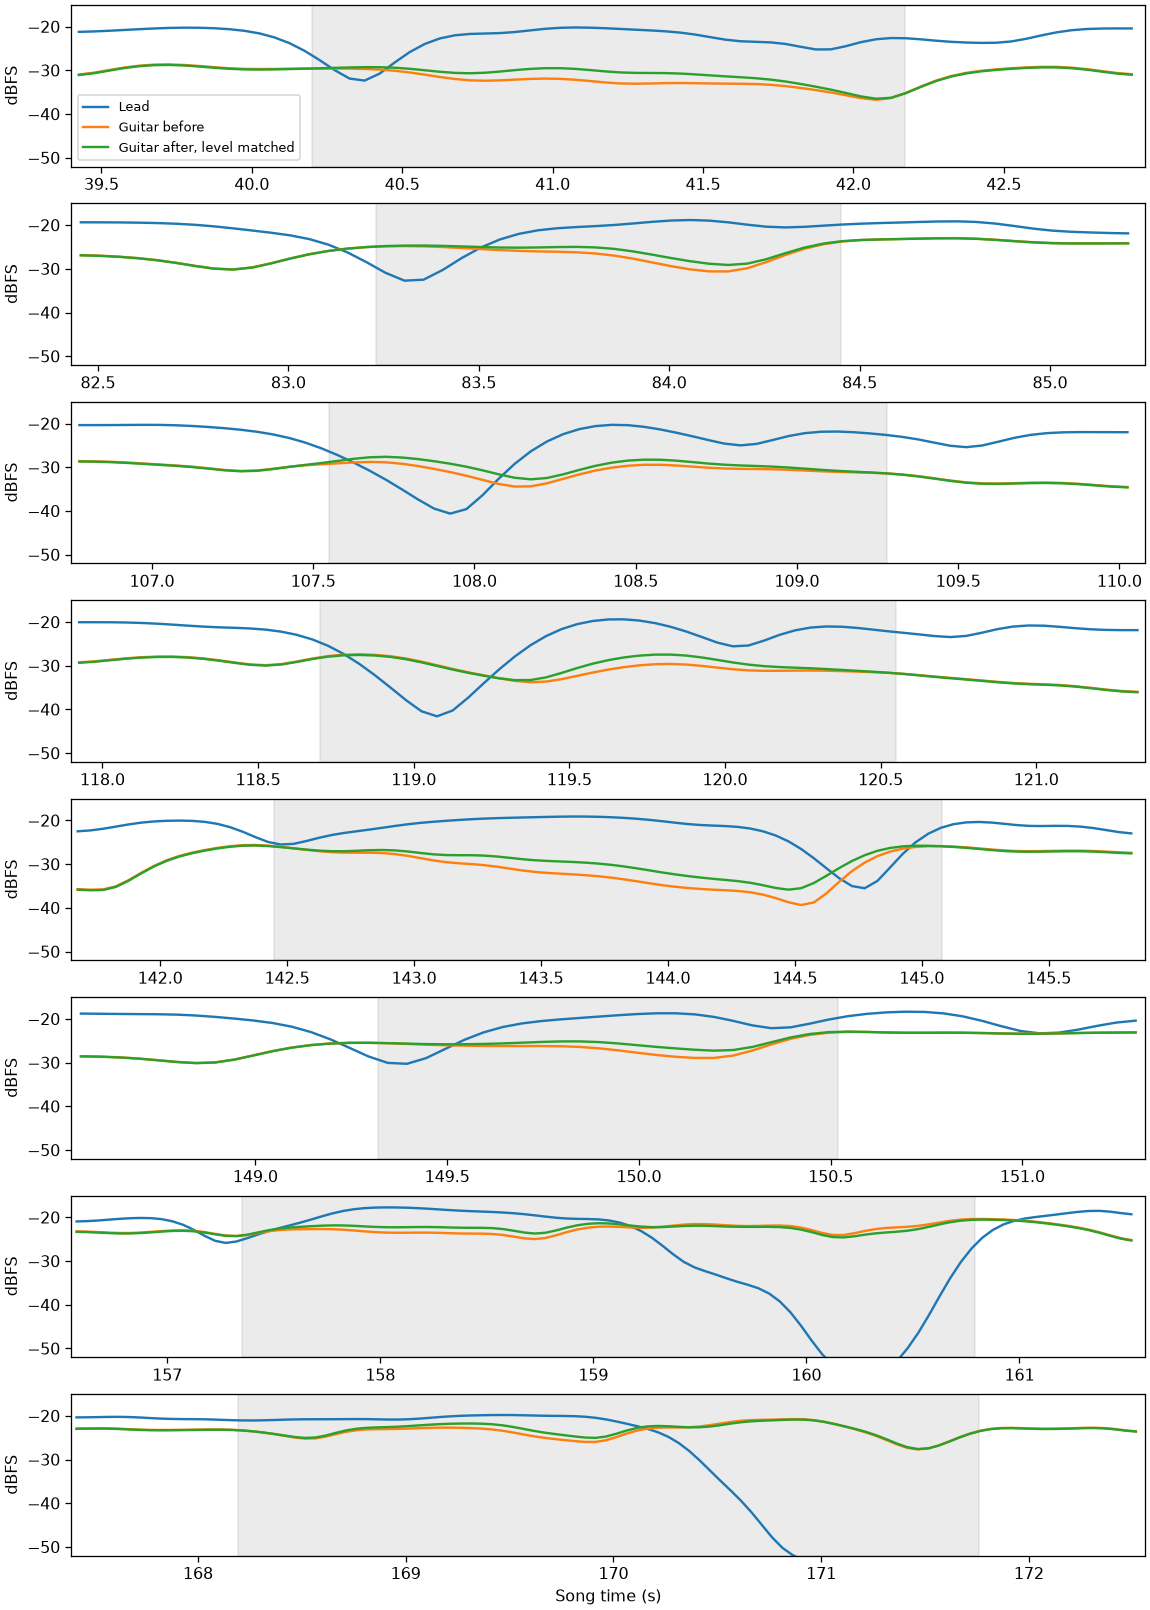 dBFS
−20
−30
−40
−50
Lead
Guitar before
Guitar after, level matched
39.5 40.0 40.5 41.0 41.5 42.0 42.5
dBFS
−20
−30
−40
−50
82.5 83.0 83.5 84.0 84.5 85.0
dBFS
−20
−30
−40
−50
107.0 107.5 108.0 108.5 109.0 109.5 110.0
dBFS
−20
−30
−40
−50
118.0 118.5 119.0 119.5 120.0 120.5 121.0
dBFS
−20
−30
−40
−50
142.0 142.5 143.0 143.5 144.0 144.5 145.0 145.5
dBFS
−20
−30
−40
−50
149.0 149.5 150.0 150.5 151.0
dBFS
−20
−30
−40
−50
157 158 159 160 161
dBFS
−20
−30
−40
−50
168 169 170 171 172
Song time (s)